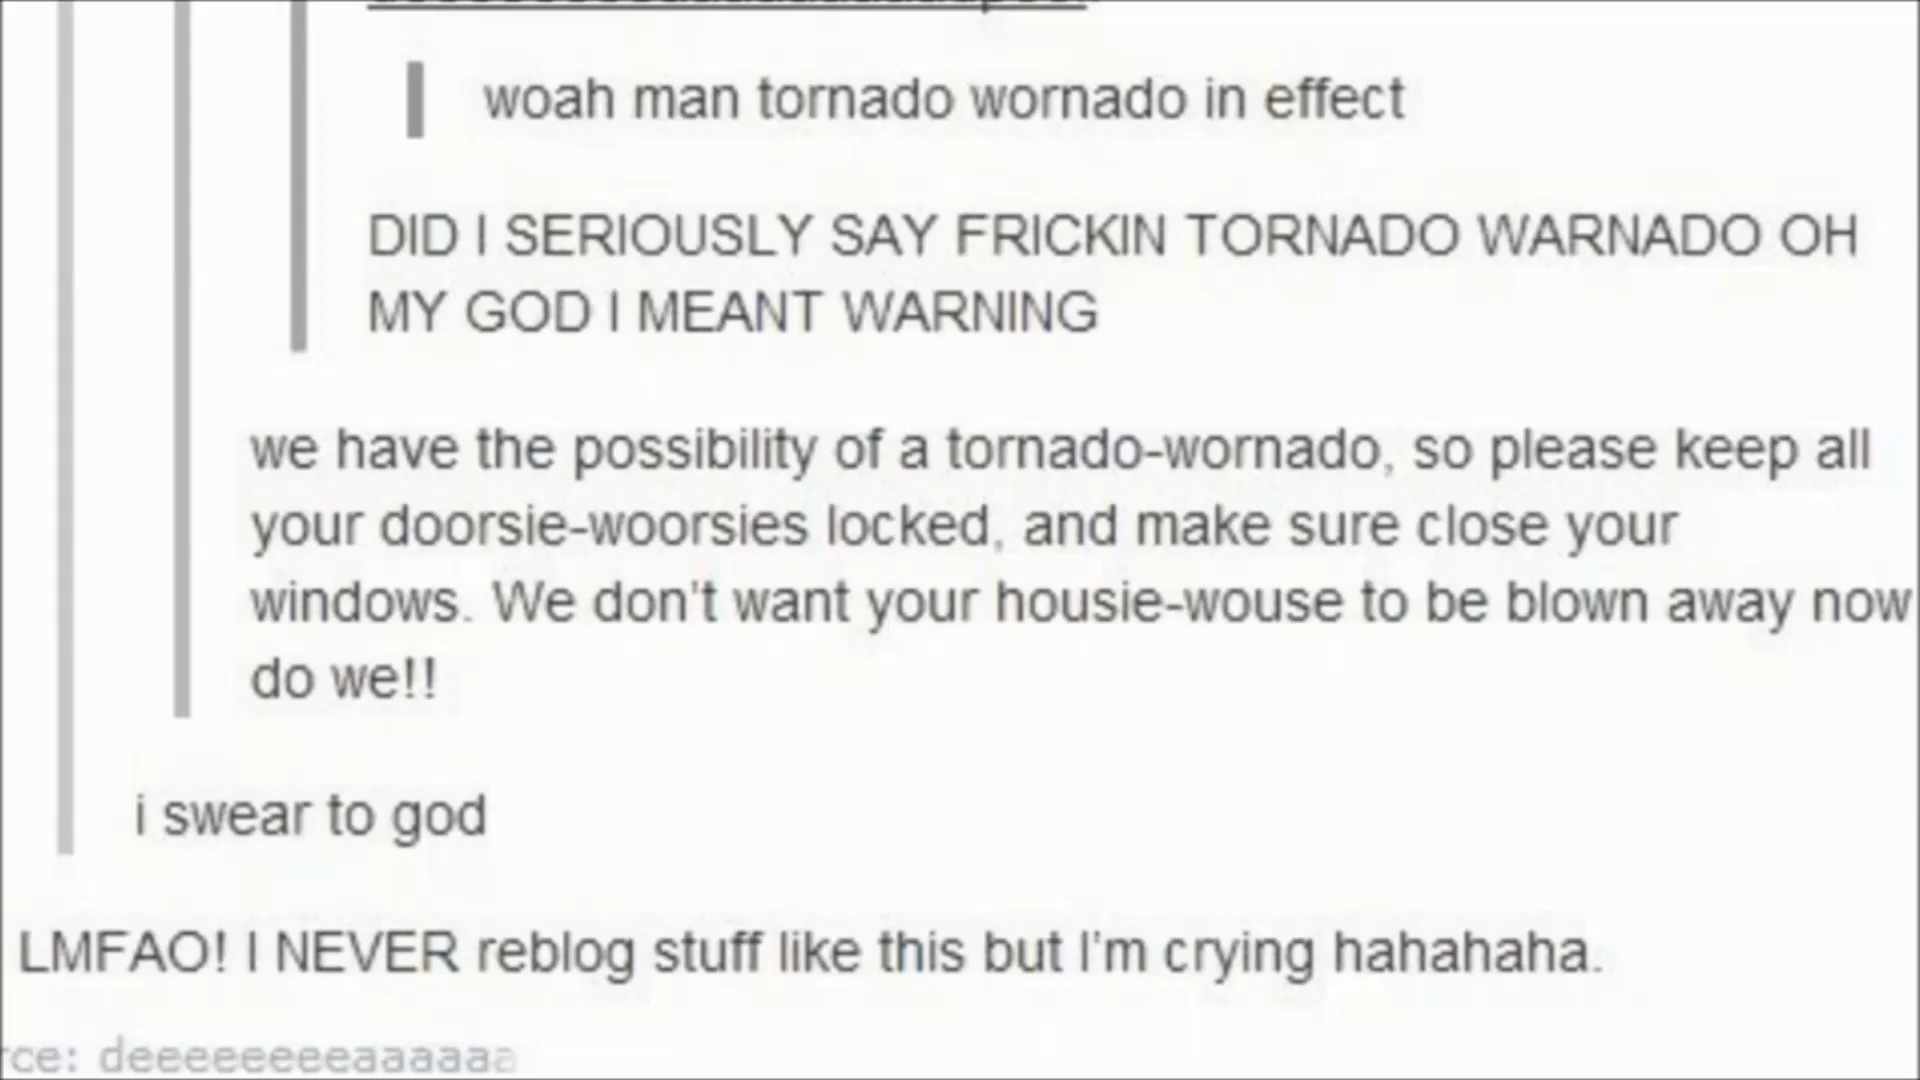 woah man tornado wornado in effect
DID I SERIOUSLY SAY FRICKIN TORNADO WARNADO OH
MY GOD I MEANT WARNING
we have the possibility of a tornado-wornado, so please keep all
your doorsie-woorsies locked, and make sure close your
windows. We don't want your housie-wouse to be blown away now
do we!!
i swear to god
LMFAO! I NEVER reblog stuff like this but I'm crying hahahaha.
rce: deeeeeeeeaaaaaa